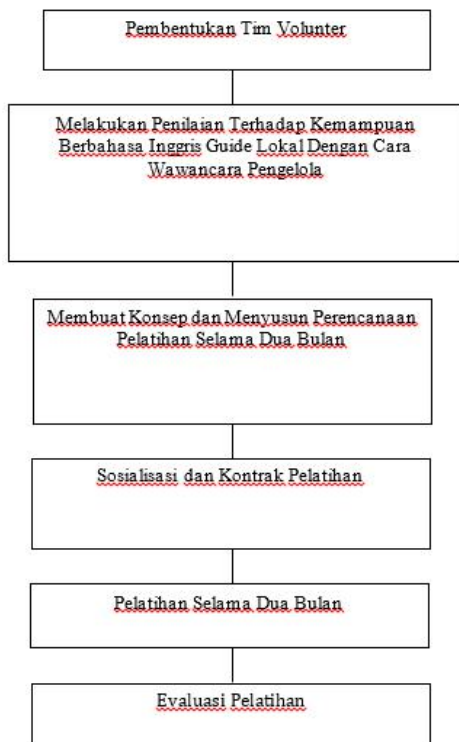 Pembentukan Tim Volunter
Melakukan Penilaian Terhadap Kemampuan
Berbahasa Inggris Guide Lokal Dengan Cara
Wawancara Pengelola
Membuat Konsep dan Menyusun Perencanaan
Pelatihan Selama Dua Bulan
Sosialisasi dan Kontrak Pelatihan
Pelatihan Selama Dua Bulan
Evaluasi Pelatihan